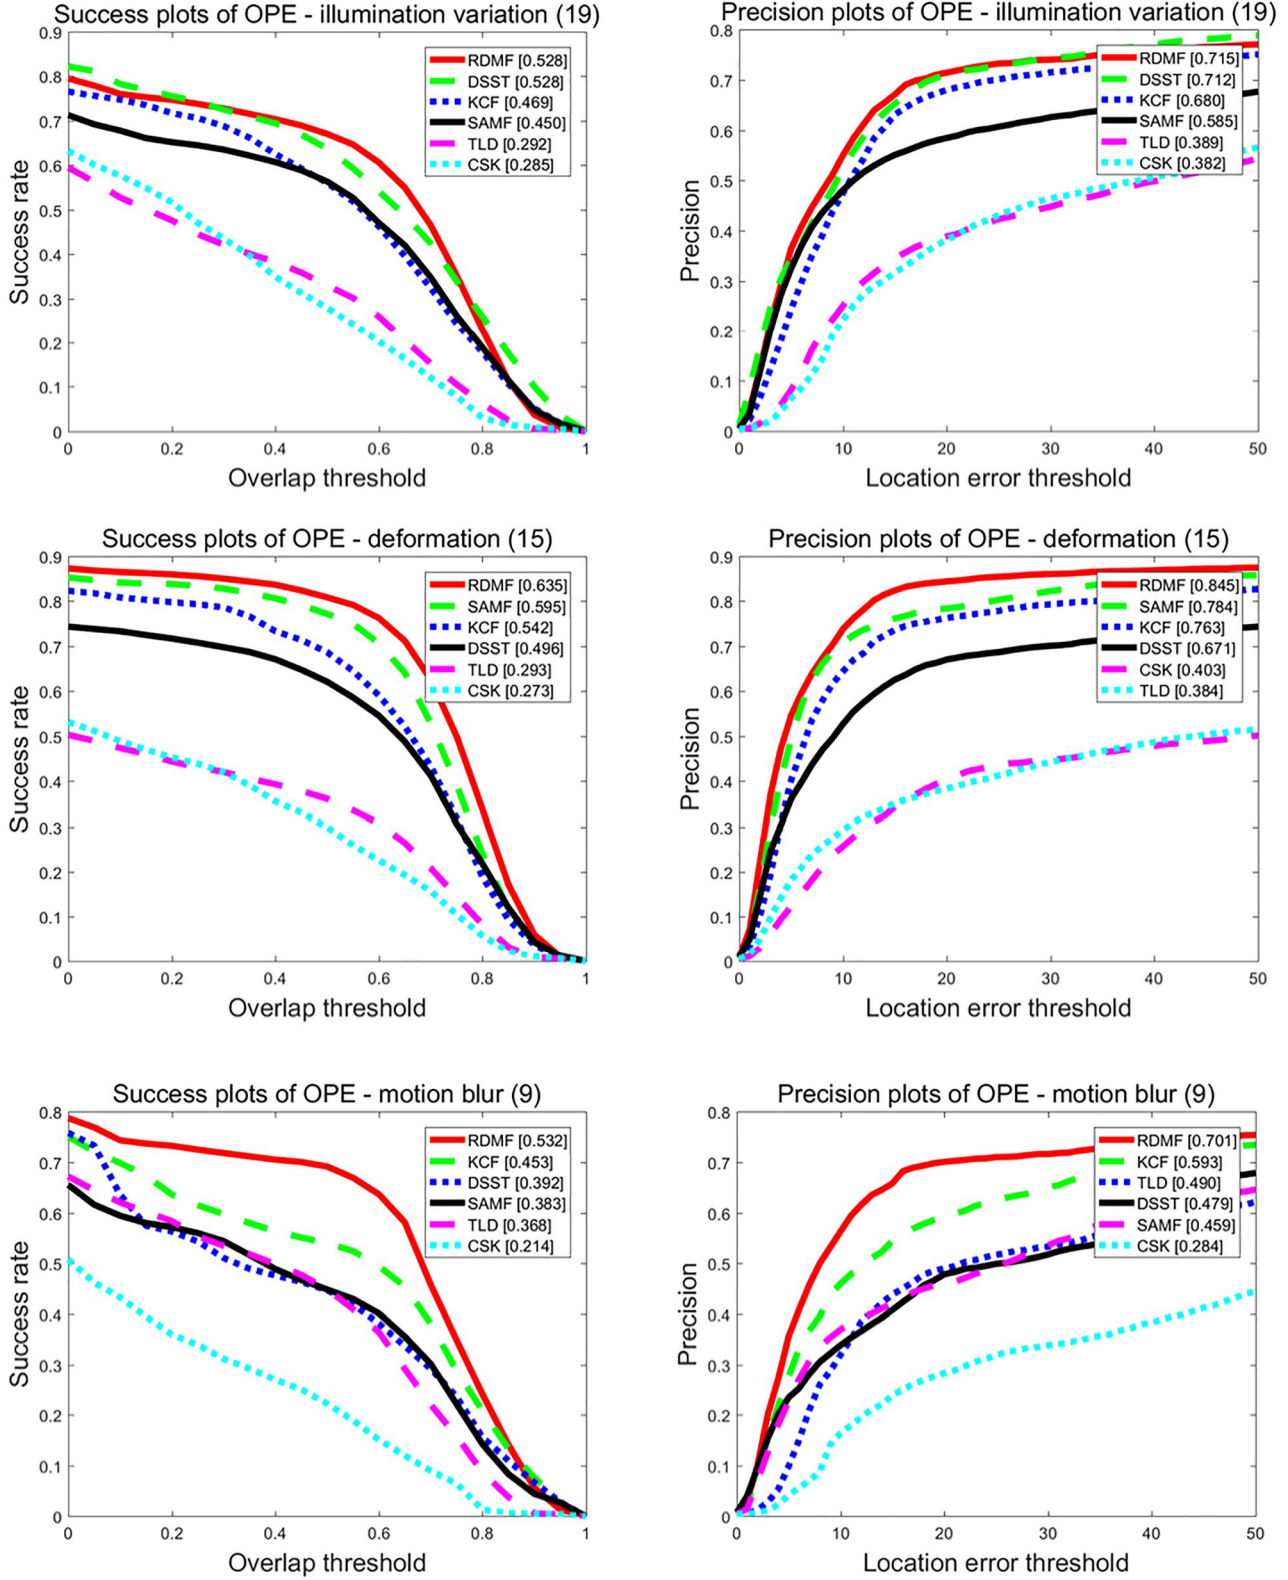 Success plots of OPE - illumination variation (19)
0.9
0.8
0.7
0.6
0.5
0.4
0.3
0.2
0.1
0
0
0.2
0.4
0.6
0.8
1
Success rate
Overlap threshold
RDMF [0.528]
DSST [0.528]
KCF [0.469]
SAMF [0.450]
TLD [0.292]
CSK [0.285]
Precision plots of OPE - illumination variation (19)
0.8
0.7
0.6
0.5
0.4
0.3
0.2
0.1
0
0
10
20
30
40
50
Precision
Location error threshold
RDMF [0.715]
DSST [0.712]
KCF [0.680]
SAMF [0.585]
TLD [0.389]
CSK [0.382]
Success plots of OPE - deformation (15)
0.9
0.8
0.7
0.6
0.5
0.4
0.3
0.2
0.1
0
0
0.2
0.4
0.6
0.8
1
Success rate
Overlap threshold
RDMF [0.635]
SAMF [0.595]
KCF [0.542]
DSST [0.496]
TLD [0.293]
CSK [0.273]
Precision plots of OPE - deformation (15)
0.9
0.8
0.7
0.6
0.5
0.4
0.3
0.2
0.1
0
0
10
20
30
40
50
Precision
Location error threshold
RDMF [0.845]
SAMF [0.784]
KCF [0.763]
DSST [0.671]
CSK [0.403]
TLD [0.384]
Success plots of OPE - motion blur (9)
0.8
0.7
0.6
0.5
0.4
0.3
0.2
0.1
0
0
0.2
0.4
0.6
0.8
1
Success rate
Overlap threshold
RDMF [0.532]
KCF [0.453]
DSST [0.392]
SAMF [0.383]
TLD [0.368]
CSK [0.214]
Precision plots of OPE - motion blur (9)
0.8
0.7
0.6
0.5
0.4
0.3
0.2
0.1
0
0
10
20
30
40
50
Precision
Location error threshold
RDMF [0.701]
KCF [0.593]
TLD [0.490]
DSST [0.479]
SAMF [0.459]
CSK [0.284]